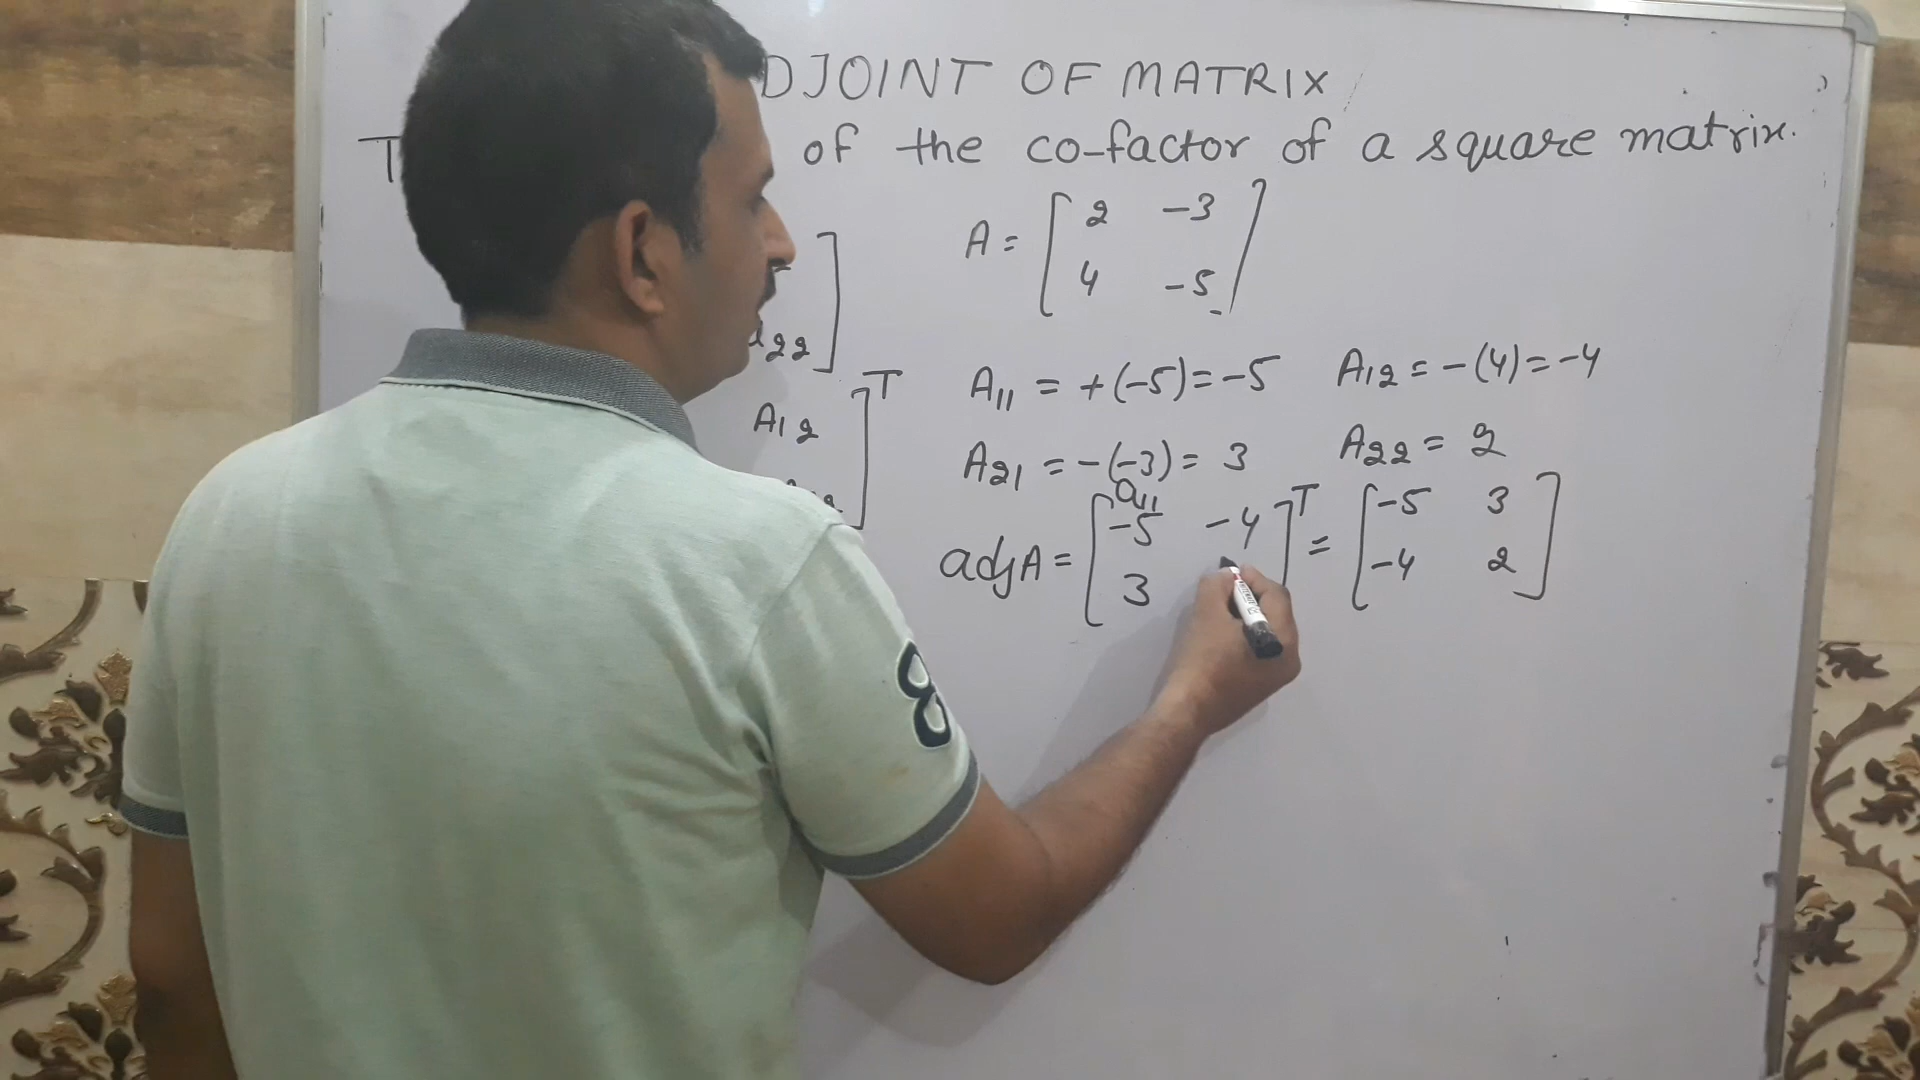 DJOINT OF MATRIX
T of the co-factor of a square matrix.
A = [ 2 -3
4 -5 ]
A11 = +(-5) = -5 A12 = -(4) = -4
A12 ]T
A21 = -(-3) = 3 A22 = 2
a11
adjA = [ -5 -4 ]T = [ -5 3
3 -4 2 ]
8